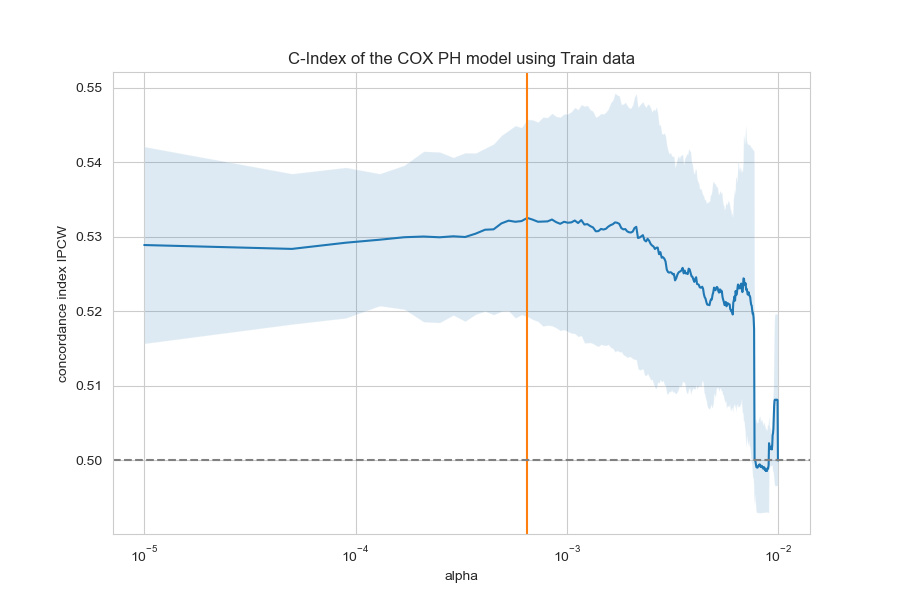 C-Index of the COX PH model using Train data
concordance index IPCW
0.55
0.54
0.53
0.52
0.51
0.50
10⁻⁵ 10⁻⁴ 10⁻³ 10⁻²
alpha